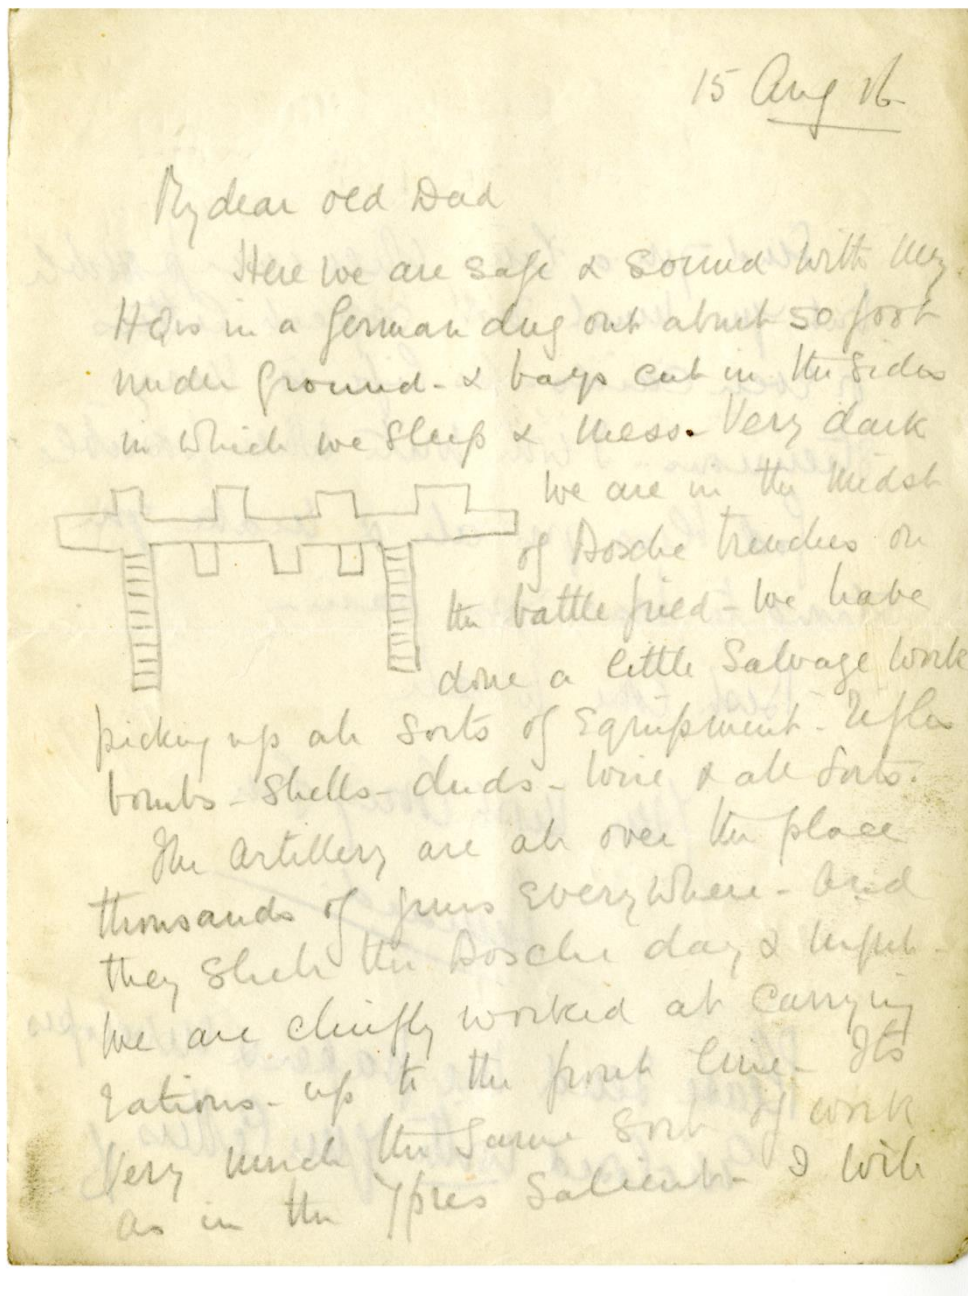 15 Aug 16
My dear old Dad
Here we are safe & sound with my
HQrs in a German dug out about 50 foot
under ground - & bays cut in the sides
in which we sleep & mess. Very dark
We are in the midst
of Bosche trenches on
the battle field - We have
done a little Salvage work
picking up all sorts of Equipment - Rifles
bombs - Shells - duds - wire & all sorts.
The Artillery are all over the place
thousands of guns Everywhere - And
they shell the Bosche day & night -
We are chiefly worked at Carrying
rations - up to the front line - Its
Very much the same sort of work
as in the Ypres Salient - I will